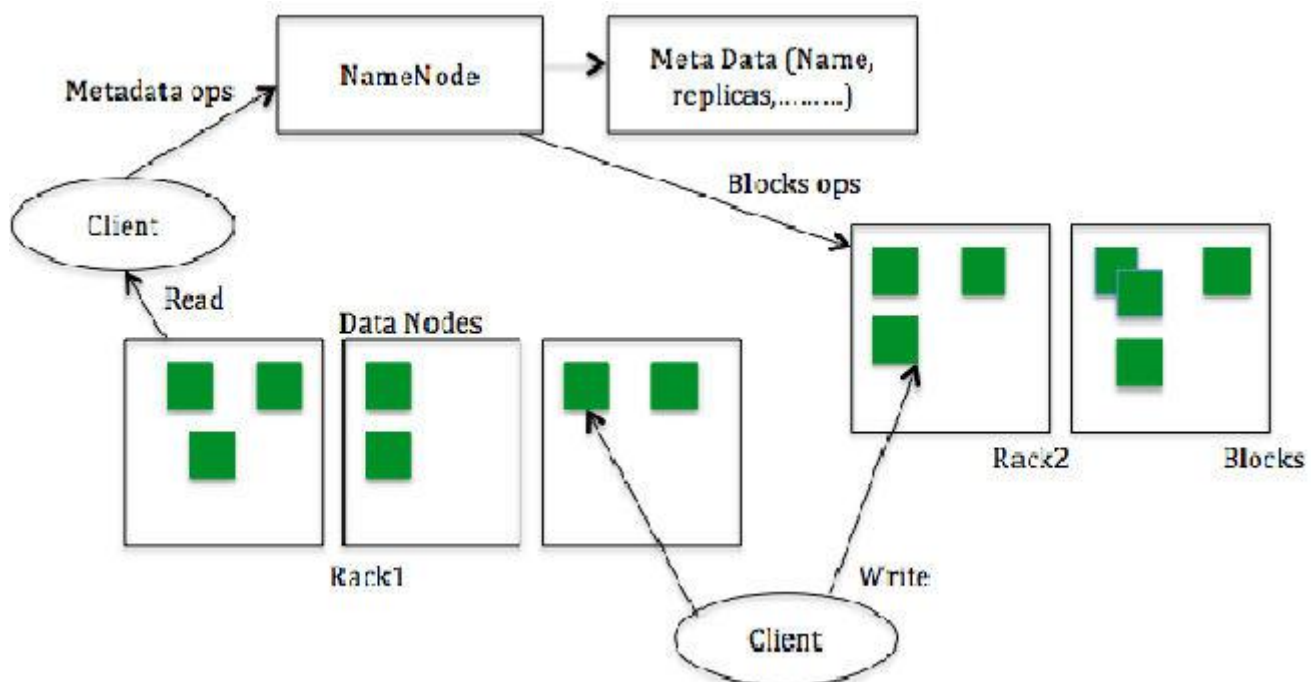 NameNode
Meta Data (Name,
replicas,.........)
Metadata ops
Blocks ops
Client
Read
Data Nodes
Rack2
Blocks
Rack1
Write
Client